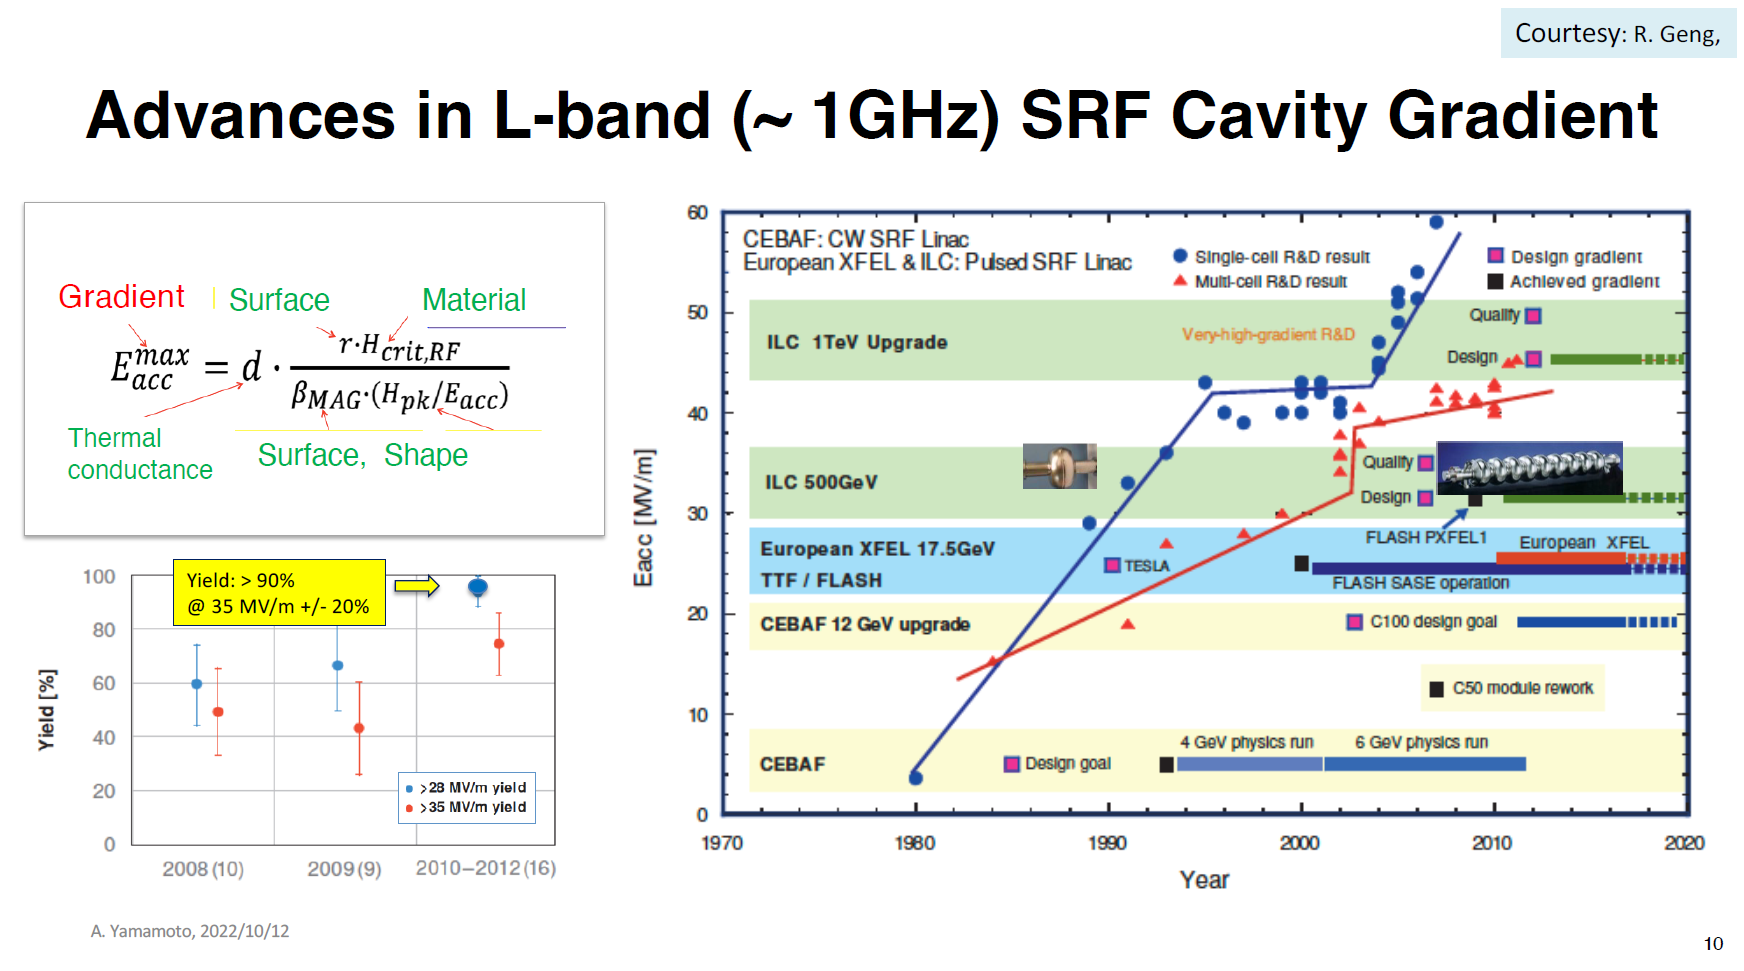 Courtesy: R. Geng,
Advances in L-band (~ 1GHz) SRF Cavity Gradient
Gradient
Surface
Material
E_acc^max = d · r·H_crit,RF / β_MAG·(H_pk/E_acc)
Thermal
conductance
Surface, Shape
Yield: > 90%
@ 35 MV/m +/- 20%
Yield [%]
100
80
60
40
20
0
>28 MV/m yield
>35 MV/m yield
2008 (10)
2009 (9)
2010–2012 (16)
Eacc [MV/m]
60
50
40
30
20
10
0
CEBAF: CW SRF Linac
European XFEL & ILC: Pulsed SRF Linac
Single-cell R&D result
Multi-cell R&D result
Design gradient
Achieved gradient
ILC 1TeV Upgrade
Very-high-gradient R&D
Qualify
Design
ILC 500GeV
Qualify
Design
European XFEL 17.5GeV
TTF / FLASH
TESLA
FLASH PXFEL1
European XFEL
FLASH SASE operation
CEBAF 12 GeV upgrade
C100 design goal
C50 module rework
CEBAF
Design goal
4 GeV physics run
6 GeV physics run
1970
1980
1990
2000
2010
2020
Year
A. Yamamoto, 2022/10/12
10